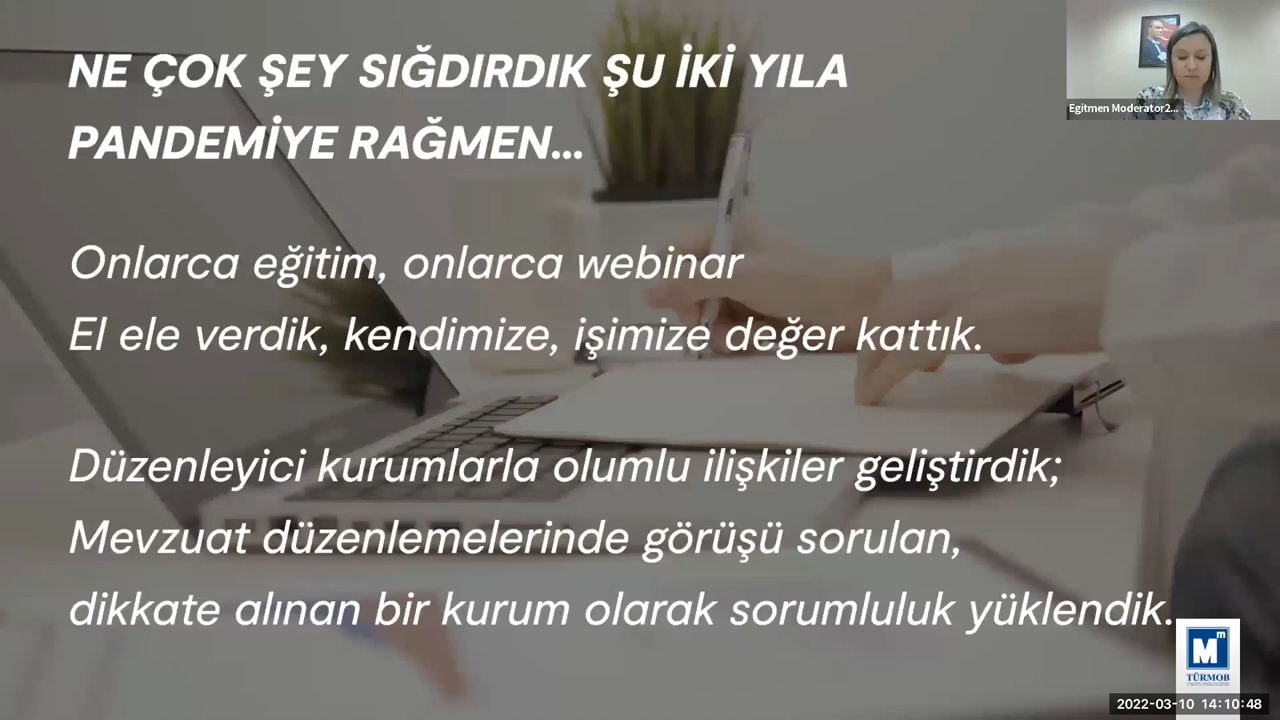 NE ÇOK ŞEY SIĞDIRDIK ŞU İKİ YILA
PANDEMİYE RAĞMEN...
Onlarca eğitim, onlarca webinar
El ele verdik, kendimize, işimize değer kattık.
Düzenleyici kurumlarla olumlu ilişkiler geliştirdik;
Mevzuat düzenlemelerinde görüşü sorulan,
dikkate alınan bir kurum olarak sorumluluk yüklendik.
Egitmen Moderator2...
Mm
TÜRMOB
2022-03-10 14:10:48